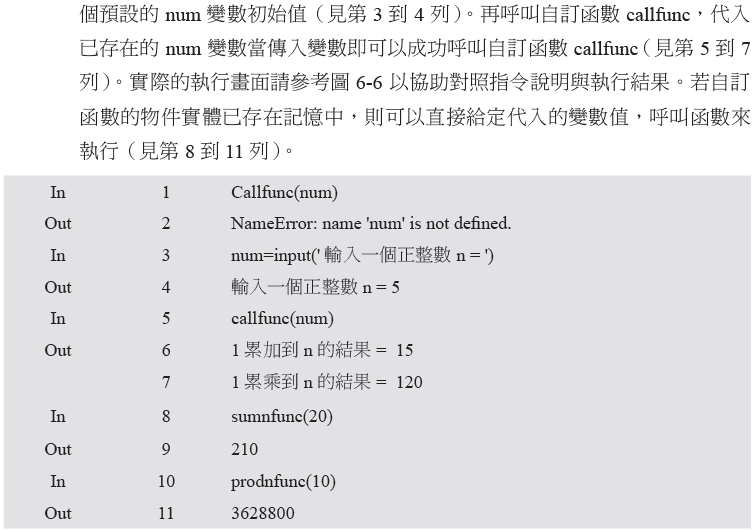 個預設的 num 變數初始值（見第 3 到 4 列）。再呼叫自訂函數 callfunc，代入
已存在的 num 變數當傳入變數即可以成功呼叫自訂函數 callfunc（見第 5 到 7
列）。實際的執行畫面請參考圖 6-6 以協助對照指令說明與執行結果。若自訂
函數的物件實體已存在記憶中，則可以直接給定代入的變數值，呼叫函數來
執行（見第 8 到 11 列）。
In 1 Callfunc(num)
Out 2 NameError: name 'num' is not defined.
In 3 num=input(' 輸入一個正整數 n = ')
Out 4 輸入一個正整數 n = 5
In 5 callfunc(num)
Out 6 1 累加到 n 的結果 = 15
7 1 累乘到 n 的結果 = 120
In 8 sumnfunc(20)
Out 9 210
In 10 prodnfunc(10)
Out 11 3628800